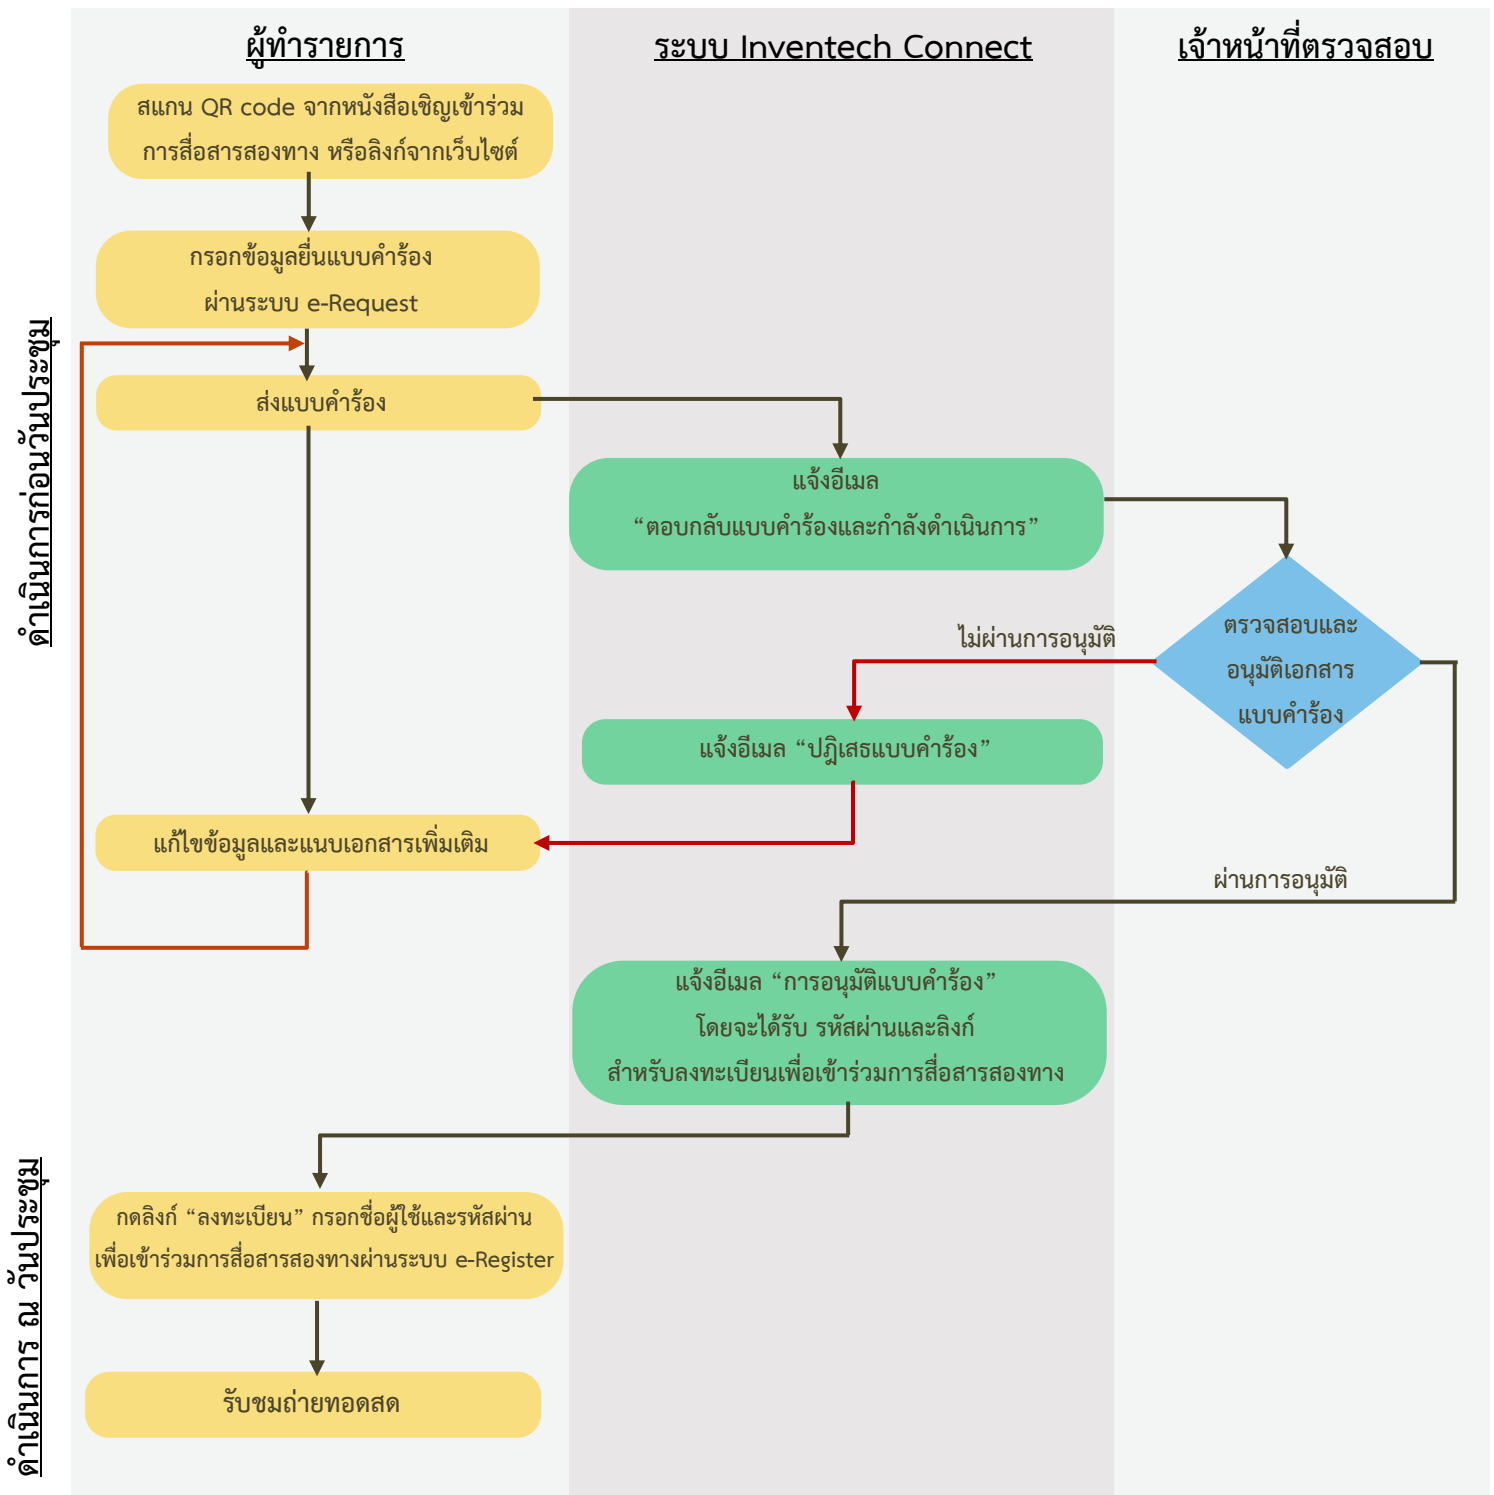 ผู้ทำรายการ
ระบบ Inventech Connect
เจ้าหน้าที่ตรวจสอบ
ดำเนินการก่อนวันประชุม
สแกน QR code จากหนังสือเชิญเข้าร่วม
การสื่อสารสองทาง หรือลิงก์จากเว็บไซต์
กรอกข้อมูลยื่นแบบคำร้อง
ผ่านระบบ e-Request
ส่งแบบคำร้อง
แจ้งอีเมล
“ตอบกลับแบบคำร้องและกำลังดำเนินการ”
ตรวจสอบและ
อนุมัติเอกสาร
แบบคำร้อง
ไม่ผ่านการอนุมัติ
แจ้งอีเมล “ปฎิเสธแบบคำร้อง”
แก้ไขข้อมูลและแนบเอกสารเพิ่มเติม
ผ่านการอนุมัติ
แจ้งอีเมล “การอนุมัติแบบคำร้อง”
โดยจะได้รับ รหัสผ่านและลิงก์
สำหรับลงทะเบียนเพื่อเข้าร่วมการสื่อสารสองทาง
ดำเนินการ ณ วันประชุม
กดลิงก์ “ลงทะเบียน” กรอกชื่อผู้ใช้และรหัสผ่าน
เพื่อเข้าร่วมการสื่อสารสองทางผ่านระบบ e-Register
รับชมถ่ายทอดสด